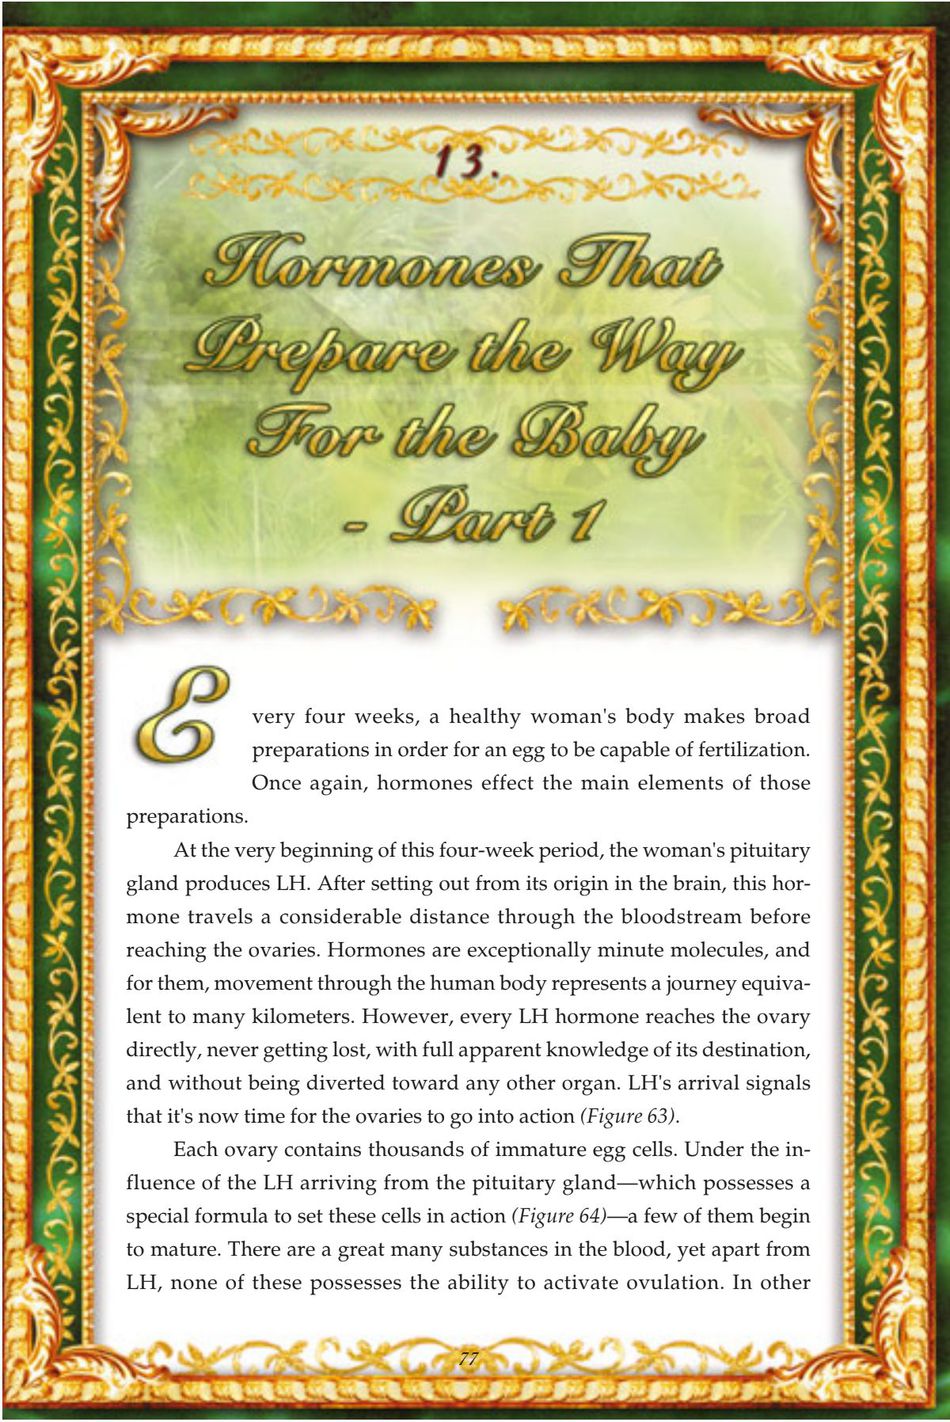 13.
Hormones That
Prepare the Way
For the Baby
- Part 1
Every four weeks, a healthy woman's body makes broad
preparations in order for an egg to be capable of fertilization.
Once again, hormones effect the main elements of those
preparations.
At the very beginning of this four-week period, the woman's pituitary
gland produces LH. After setting out from its origin in the brain, this hor-
mone travels a considerable distance through the bloodstream before
reaching the ovaries. Hormones are exceptionally minute molecules, and
for them, movement through the human body represents a journey equiva-
lent to many kilometers. However, every LH hormone reaches the ovary
directly, never getting lost, with full apparent knowledge of its destination,
and without being diverted toward any other organ. LH's arrival signals
that it's now time for the ovaries to go into action (Figure 63).
Each ovary contains thousands of immature egg cells. Under the in-
fluence of the LH arriving from the pituitary gland—which possesses a
special formula to set these cells in action (Figure 64)—a few of them begin
to mature. There are a great many substances in the blood, yet apart from
LH, none of these possesses the ability to activate ovulation. In other
77